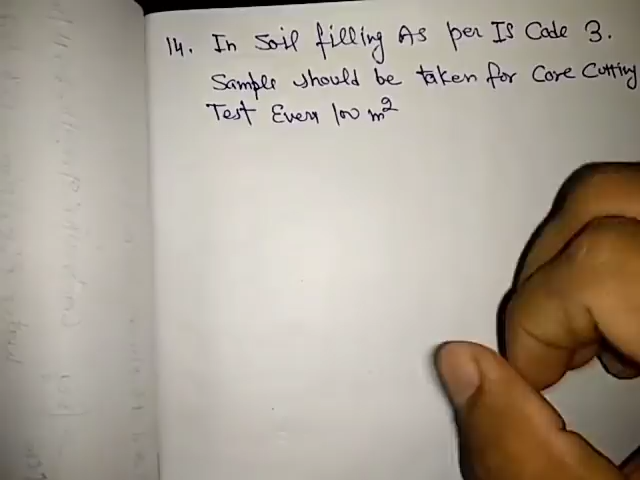 14. In Soil filling As per IS Code 3.
Sample should be taken for Core Cutting
Test Every 100 m²